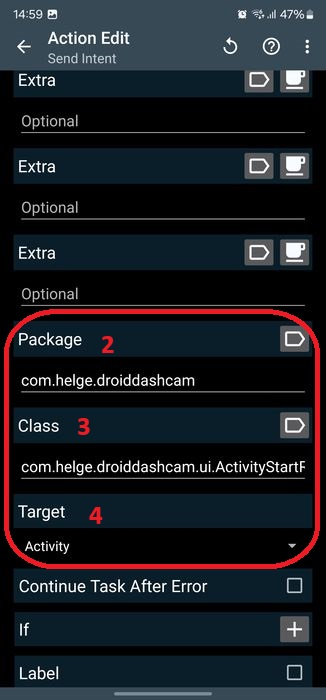 14:59
47%
Action Edit
Send Intent
Extra
Optional
Extra
Optional
Extra
Optional
Package 2
com.helge.droiddashcam
Class 3
com.helge.droiddashcam.ui.ActivityStartR
Target 4
Activity
Continue Task After Error
If
Label